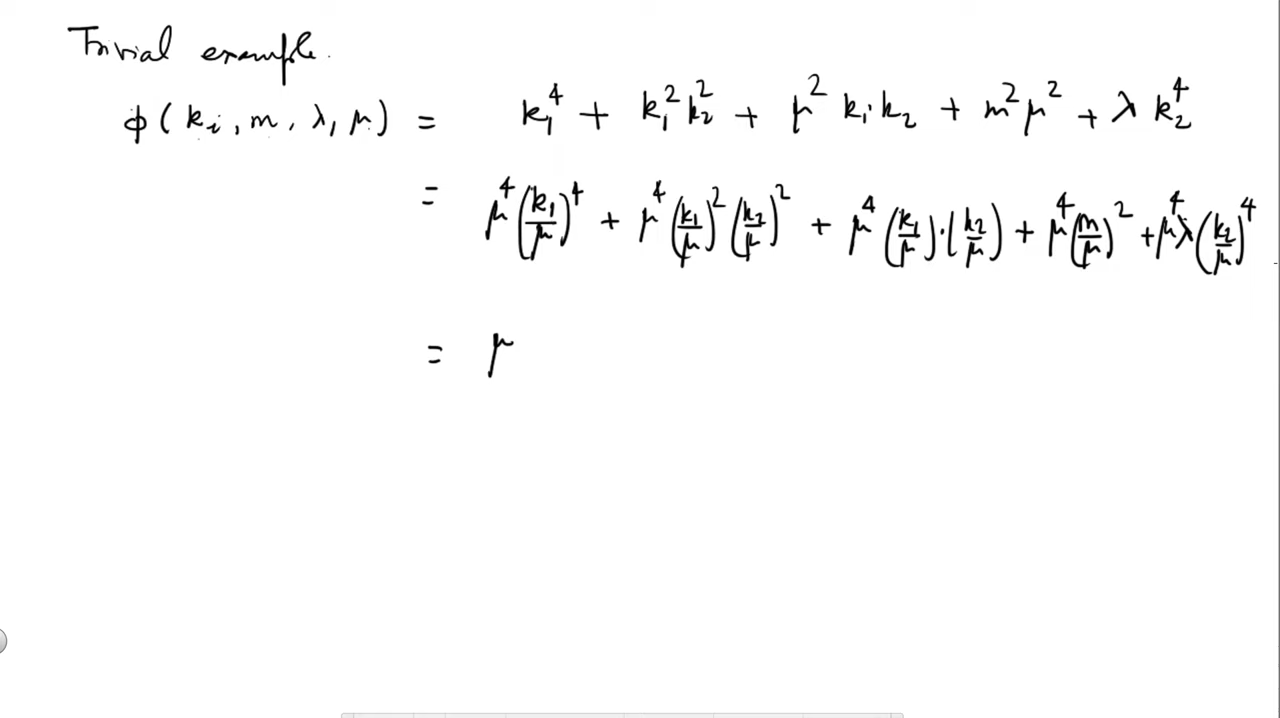 Trivial example.
ϕ(k_i, m, λ, μ) = k_1^4 + k_1^2 k_2^2 + μ^2 k_1 k_2 + m^2 μ^2 + λ k_2^4
= μ^4 (k_1/μ)^4 + μ^4 (k_1/μ)^2 (k_2/μ)^2 + μ^4 (k_1/μ)·(k_2/μ) + μ^4 (m/μ)^2 + μ^4 λ (k_2/μ)^4
= μ